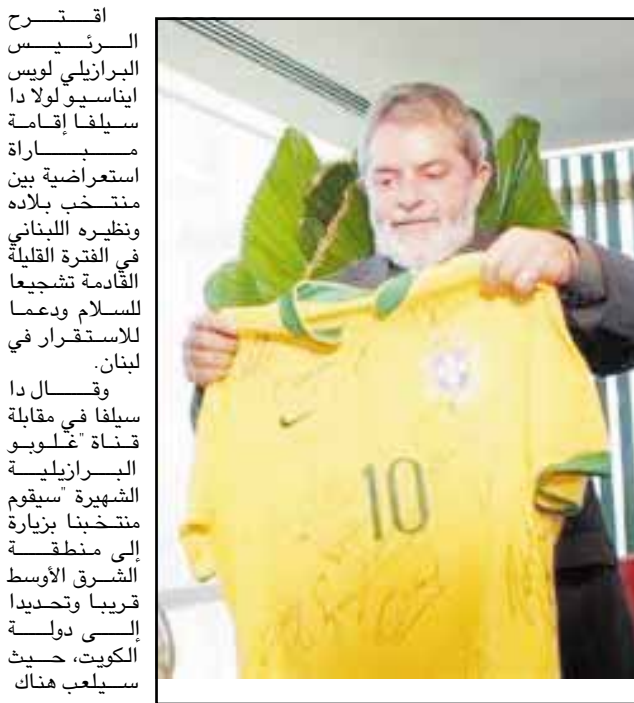 اقترح
الرئيس
البرازيلي لويس
ايناسيو لولا دا
سيلفا إقامة
مباراة
استعراضية بين
منتخب بلاده
ونظيره اللبناني
في الفترة القليلة
القادمة تشجيعا
للسلام ودعما
للاستقرار في
لبنان.
وقال دا
سيلفا في مقابلة
قناة "غلوبو
البرازيلية
الشهيرة "سيقوم
منتخبنا بزيارة
إلى منطقة
الشرق الأوسط
قريبا وتحديدا
إلى دولة
الكويت، حيث
سيلعب هناك
10